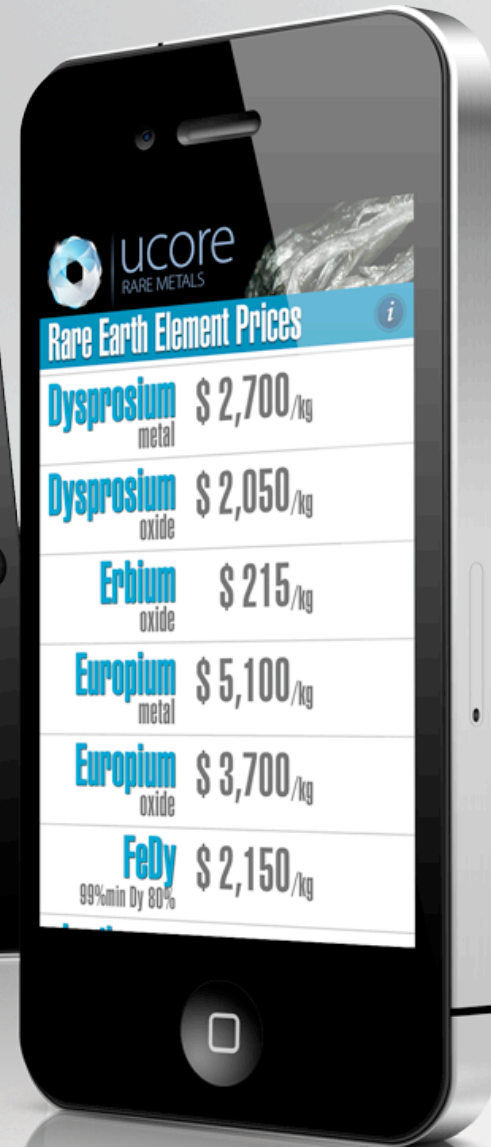 ucore
RARE METALS
Rare Earth Element Prices i
Dysprosium $ 2,700/kg
metal
Dysprosium $ 2,050/kg
oxide
Erbium $ 215/kg
oxide
Europium $ 5,100/kg
metal
Europium $ 3,700/kg
oxide
FeDy $ 2,150/kg
99%min Dy 80%